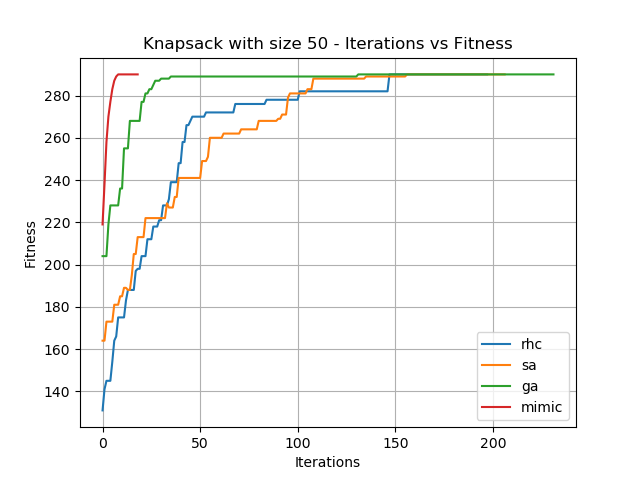 Knapsack with size 50 - Iterations vs Fitness
280
260
240
220
200
180
160
140
Fitness
0 50 100 150 200
Iterations
rhc
sa
ga
mimic